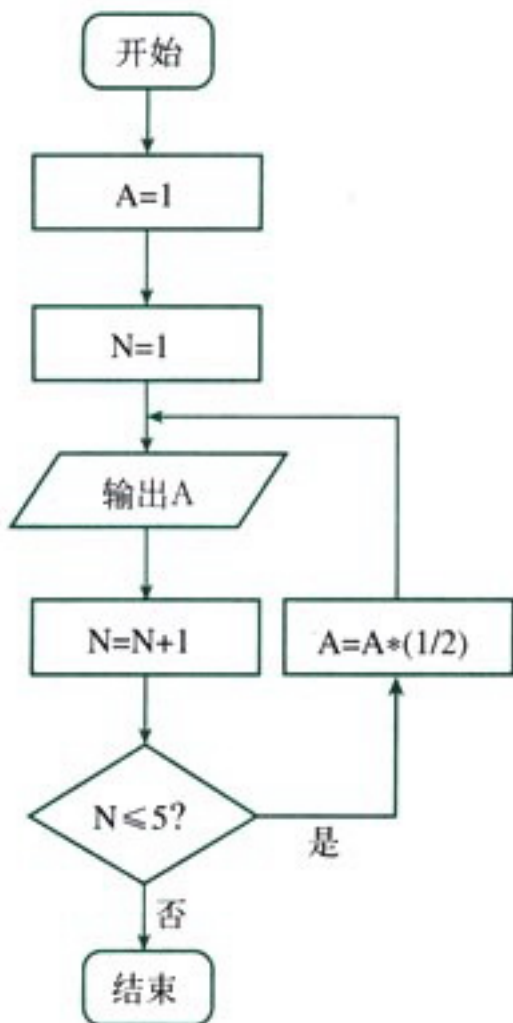 开始
A=1
N=1
输出A
N=N+1
A=A*(1/2)
N≤5?
是
否
结束